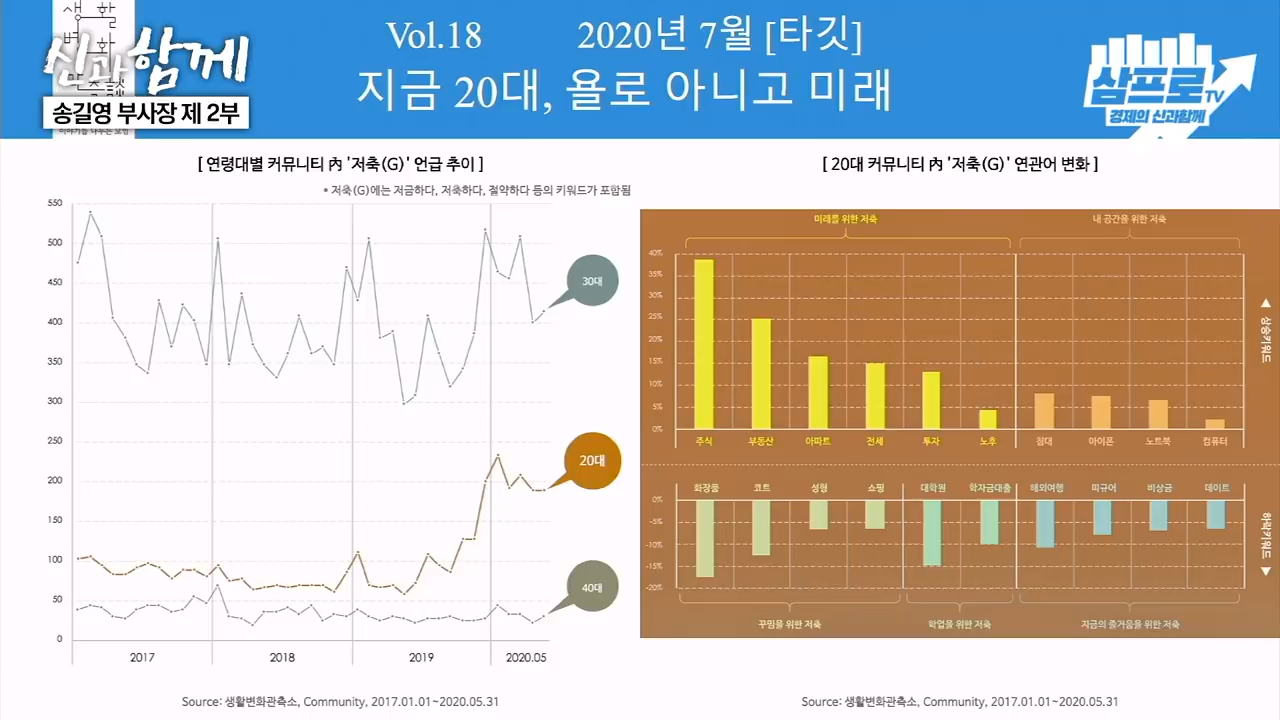 생활
변화
신과함께
송길영 부사장 제 2부
Vol.18 2020년 7월 [타깃]
지금 20대, 욜로 아니고 미래
삼프로TV
경제의 신과함께
[ 연령대별 커뮤니티 內 '저축(G)' 언급 추이 ]
• 저축(G)에는 저금하다, 저축하다, 절약하다 등의 키워드가 포함됨
550
500
450
400
350
300
250
200
150
100
50
0
30대
20대
40대
2017 2018 2019 2020.05
Source: 생활변화관측소, Community, 2017.01.01~2020.05.31
[ 20대 커뮤니티 內 '저축(G)' 연관어 변화 ]
미래를 위한 저축 내 공간을 위한 저축
40%
35%
30%
25%
20%
15%
10%
5%
0%
주식 부동산 아파트 전세 투자 노후 침대 아이폰 노트북 컴퓨터
▲ 상승키워드
화장품 코트 성형 쇼핑 대학원 학자금대출 해외여행 피규어 비상금 데이트
0%
-5%
-10%
-15%
-20%
하락키워드 ▼
꾸밈을 위한 저축 학업을 위한 저축 지금의 즐거움을 위한 저축
Source: 생활변화관측소, Community, 2017.01.01~2020.05.31